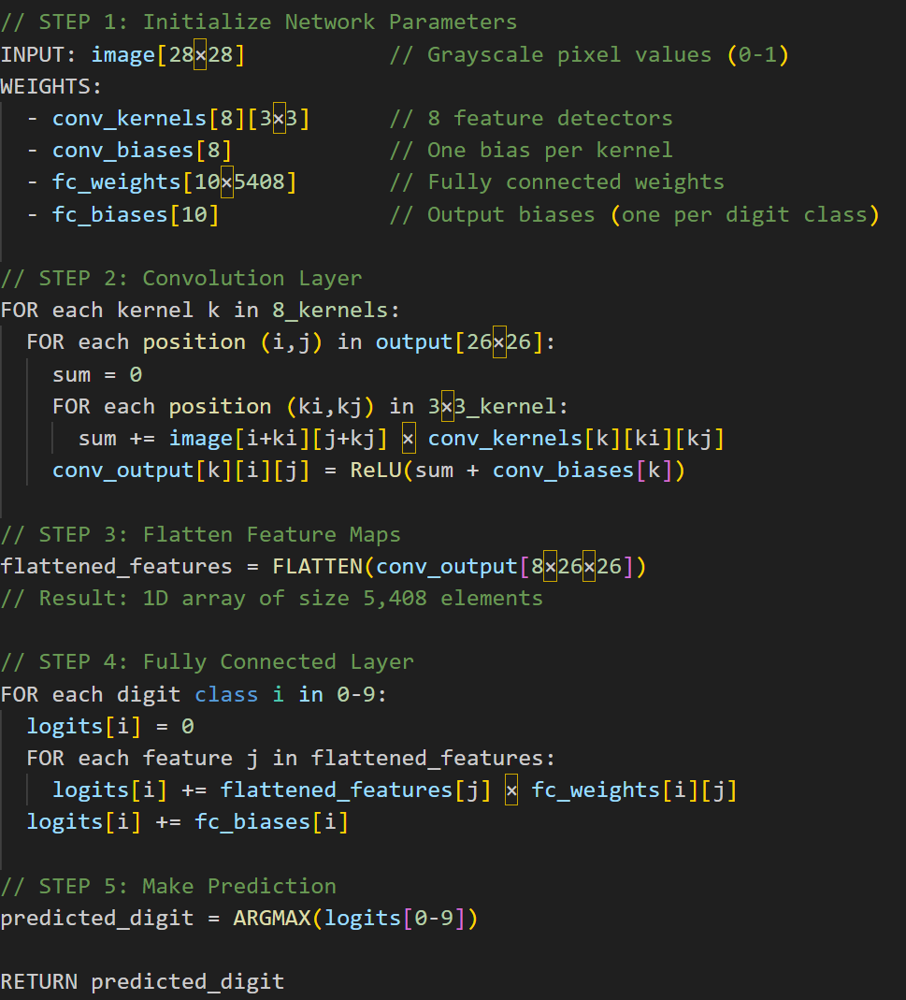 // STEP 1: Initialize Network Parameters
INPUT: image[28×28]           // Grayscale pixel values (0-1)
WEIGHTS:
  - conv_kernels[8][3×3]      // 8 feature detectors
  - conv_biases[8]            // One bias per kernel
  - fc_weights[10×5408]       // Fully connected weights
  - fc_biases[10]             // Output biases (one per digit class)

// STEP 2: Convolution Layer
FOR each kernel k in 8_kernels:
  FOR each position (i,j) in output[26×26]:
    sum = 0
    FOR each position (ki,kj) in 3×3_kernel:
      sum += image[i+ki][j+kj] × conv_kernels[k][ki][kj]
    conv_output[k][i][j] = ReLU(sum + conv_biases[k])

// STEP 3: Flatten Feature Maps
flattened_features = FLATTEN(conv_output[8×26×26])
// Result: 1D array of size 5,408 elements

// STEP 4: Fully Connected Layer
FOR each digit class i in 0-9:
  logits[i] = 0
  FOR each feature j in flattened_features:
    logits[i] += flattened_features[j] × fc_weights[i][j]
  logits[i] += fc_biases[i]

// STEP 5: Make Prediction
predicted_digit = ARGMAX(logits[0-9])

RETURN predicted_digit